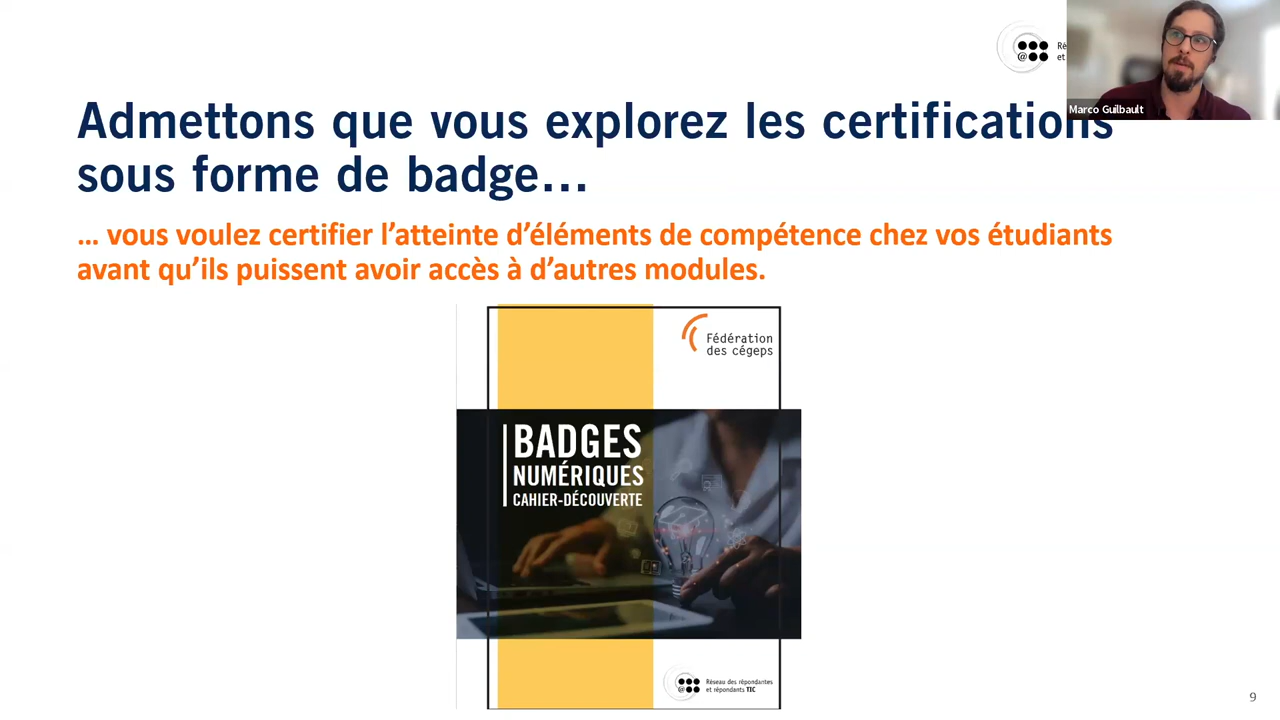 Ré
et
Marco Guilbault
Admettons que vous explorez les certifications
sous forme de badge...
... vous voulez certifier l'atteinte d'éléments de compétence chez vos étudiants
avant qu'ils puissent avoir accès à d'autres modules.
Fédération
des cégeps
BADGES
NUMÉRIQUES
CAHIER-DÉCOUVERTE
@
Réseau des répondantes
et répondants TIC
9